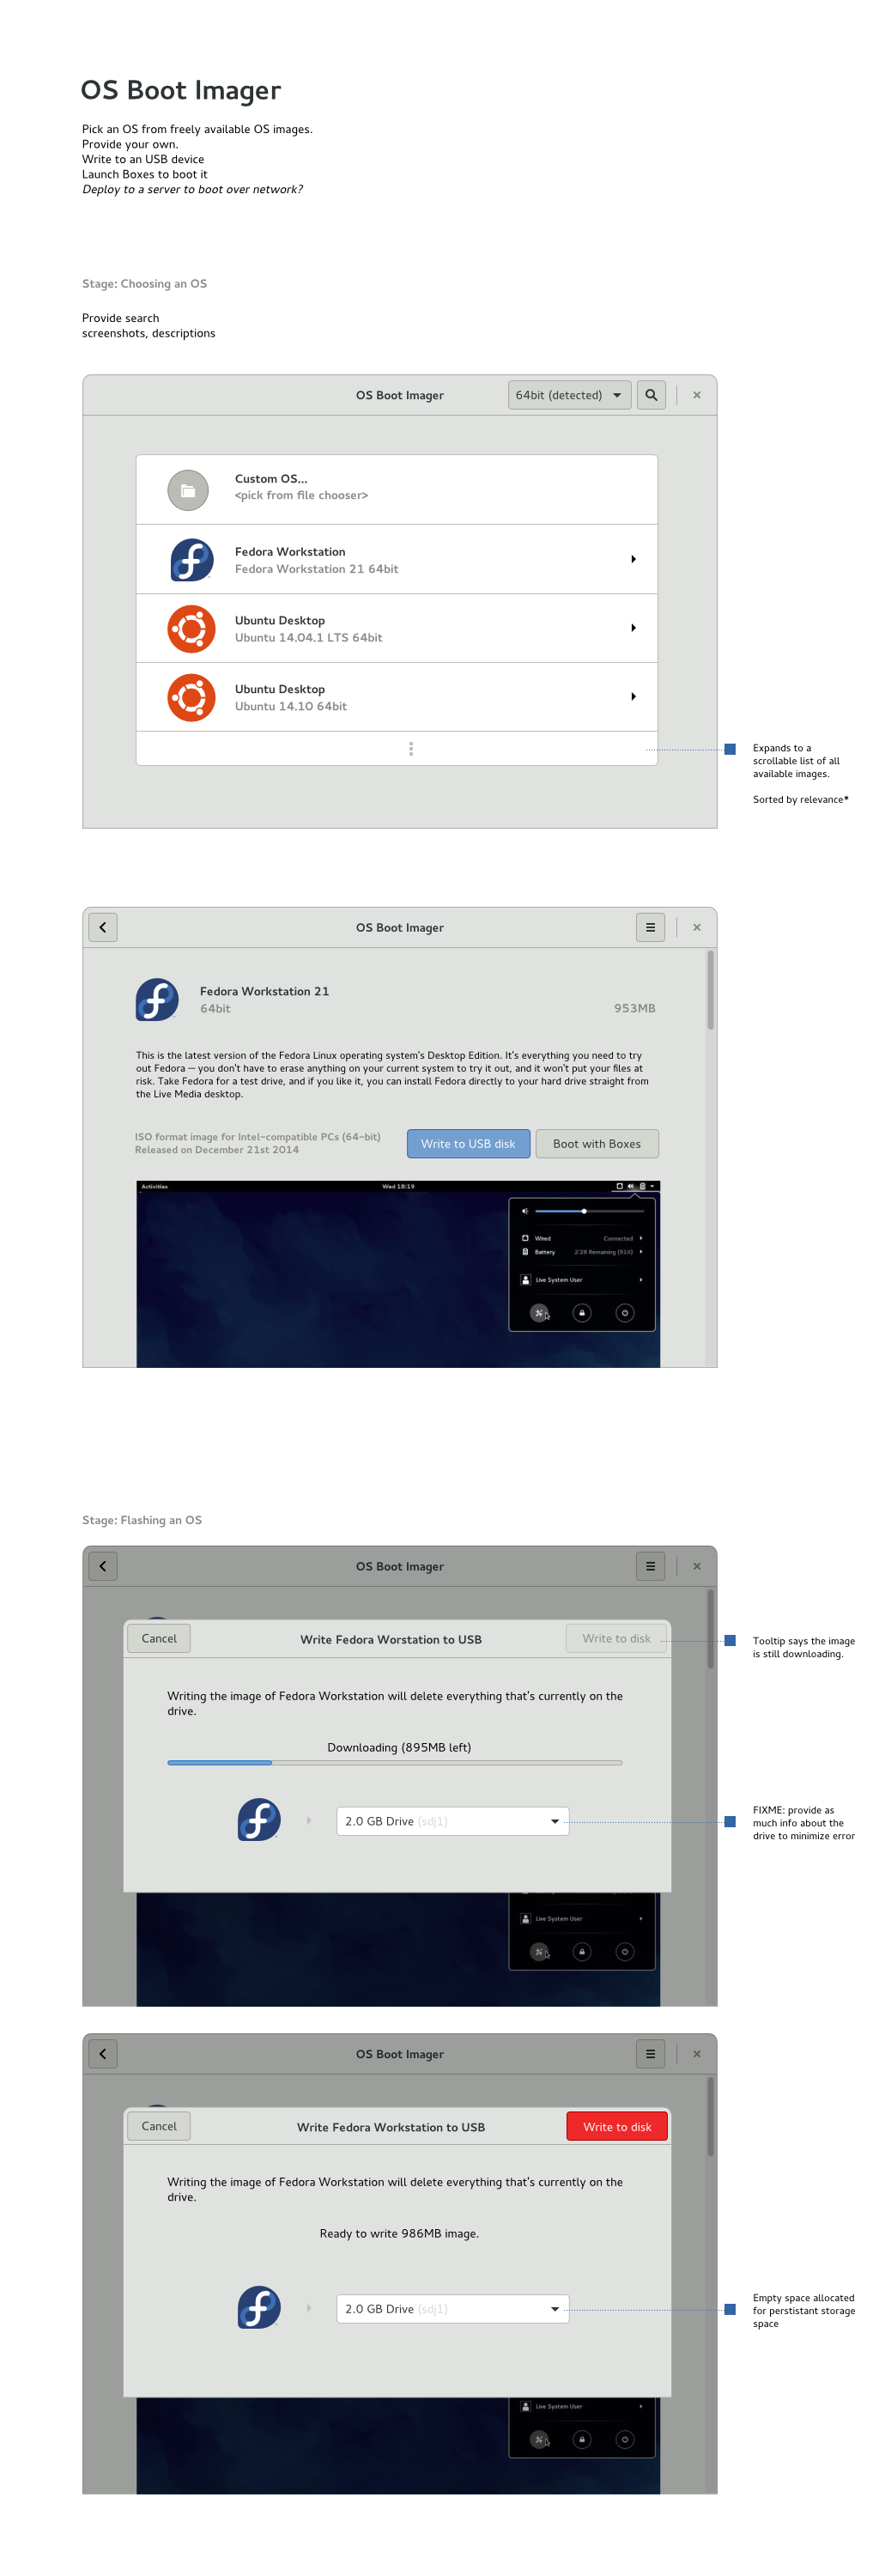 OS Boot Imager
Pick an OS from freely available OS images.
Provide your own.
Write to an USB device
Launch Boxes to boot it
Deploy to a server to boot over network?
Stage: Choosing an OS
Provide search
screenshots, descriptions
OS Boot Imager
64bit (detected)
Custom OS...
<pick from file chooser>
Fedora Workstation
Fedora Workstation 21 64bit
Ubuntu Desktop
Ubuntu 14.04.1 LTS 64bit
Ubuntu Desktop
Ubuntu 14.10 64bit
Expands to a
scrollable list of all
available images.
Sorted by relevance*
OS Boot Imager
Fedora Workstation 21
64bit
953MB
This is the latest version of the Fedora Linux operating system's Desktop Edition. It's everything you need to try
out Fedora — you don't have to erase anything on your current system to try it out, and it won't put your files at
risk. Take Fedora for a test drive, and if you like it, you can install Fedora directly to your hard drive straight from
the Live Media desktop.
ISO format image for Intel-compatible PCs (64-bit)
Released on December 21st 2014
Write to USB disk
Boot with Boxes
Activities
Wed 18:19
Wired
Connected
Battery
2:28 Remaining (91%)
Live System User
Stage: Flashing an OS
OS Boot Imager
Cancel
Write Fedora Worstation to USB
Write to disk
Tooltip says the image
is still downloading.
Writing the image of Fedora Workstation will delete everything that's currently on the
drive.
Downloading (895MB left)
2.0 GB Drive (sdj1)
FIXME: provide as
much info about the
drive to minimize error
Live System User
OS Boot Imager
Cancel
Write Fedora Workstation to USB
Write to disk
Writing the image of Fedora Workstation will delete everything that's currently on the
drive.
Ready to write 986MB image.
2.0 GB Drive (sdj1)
Empty space allocated
for perstistant storage
space
Live System User